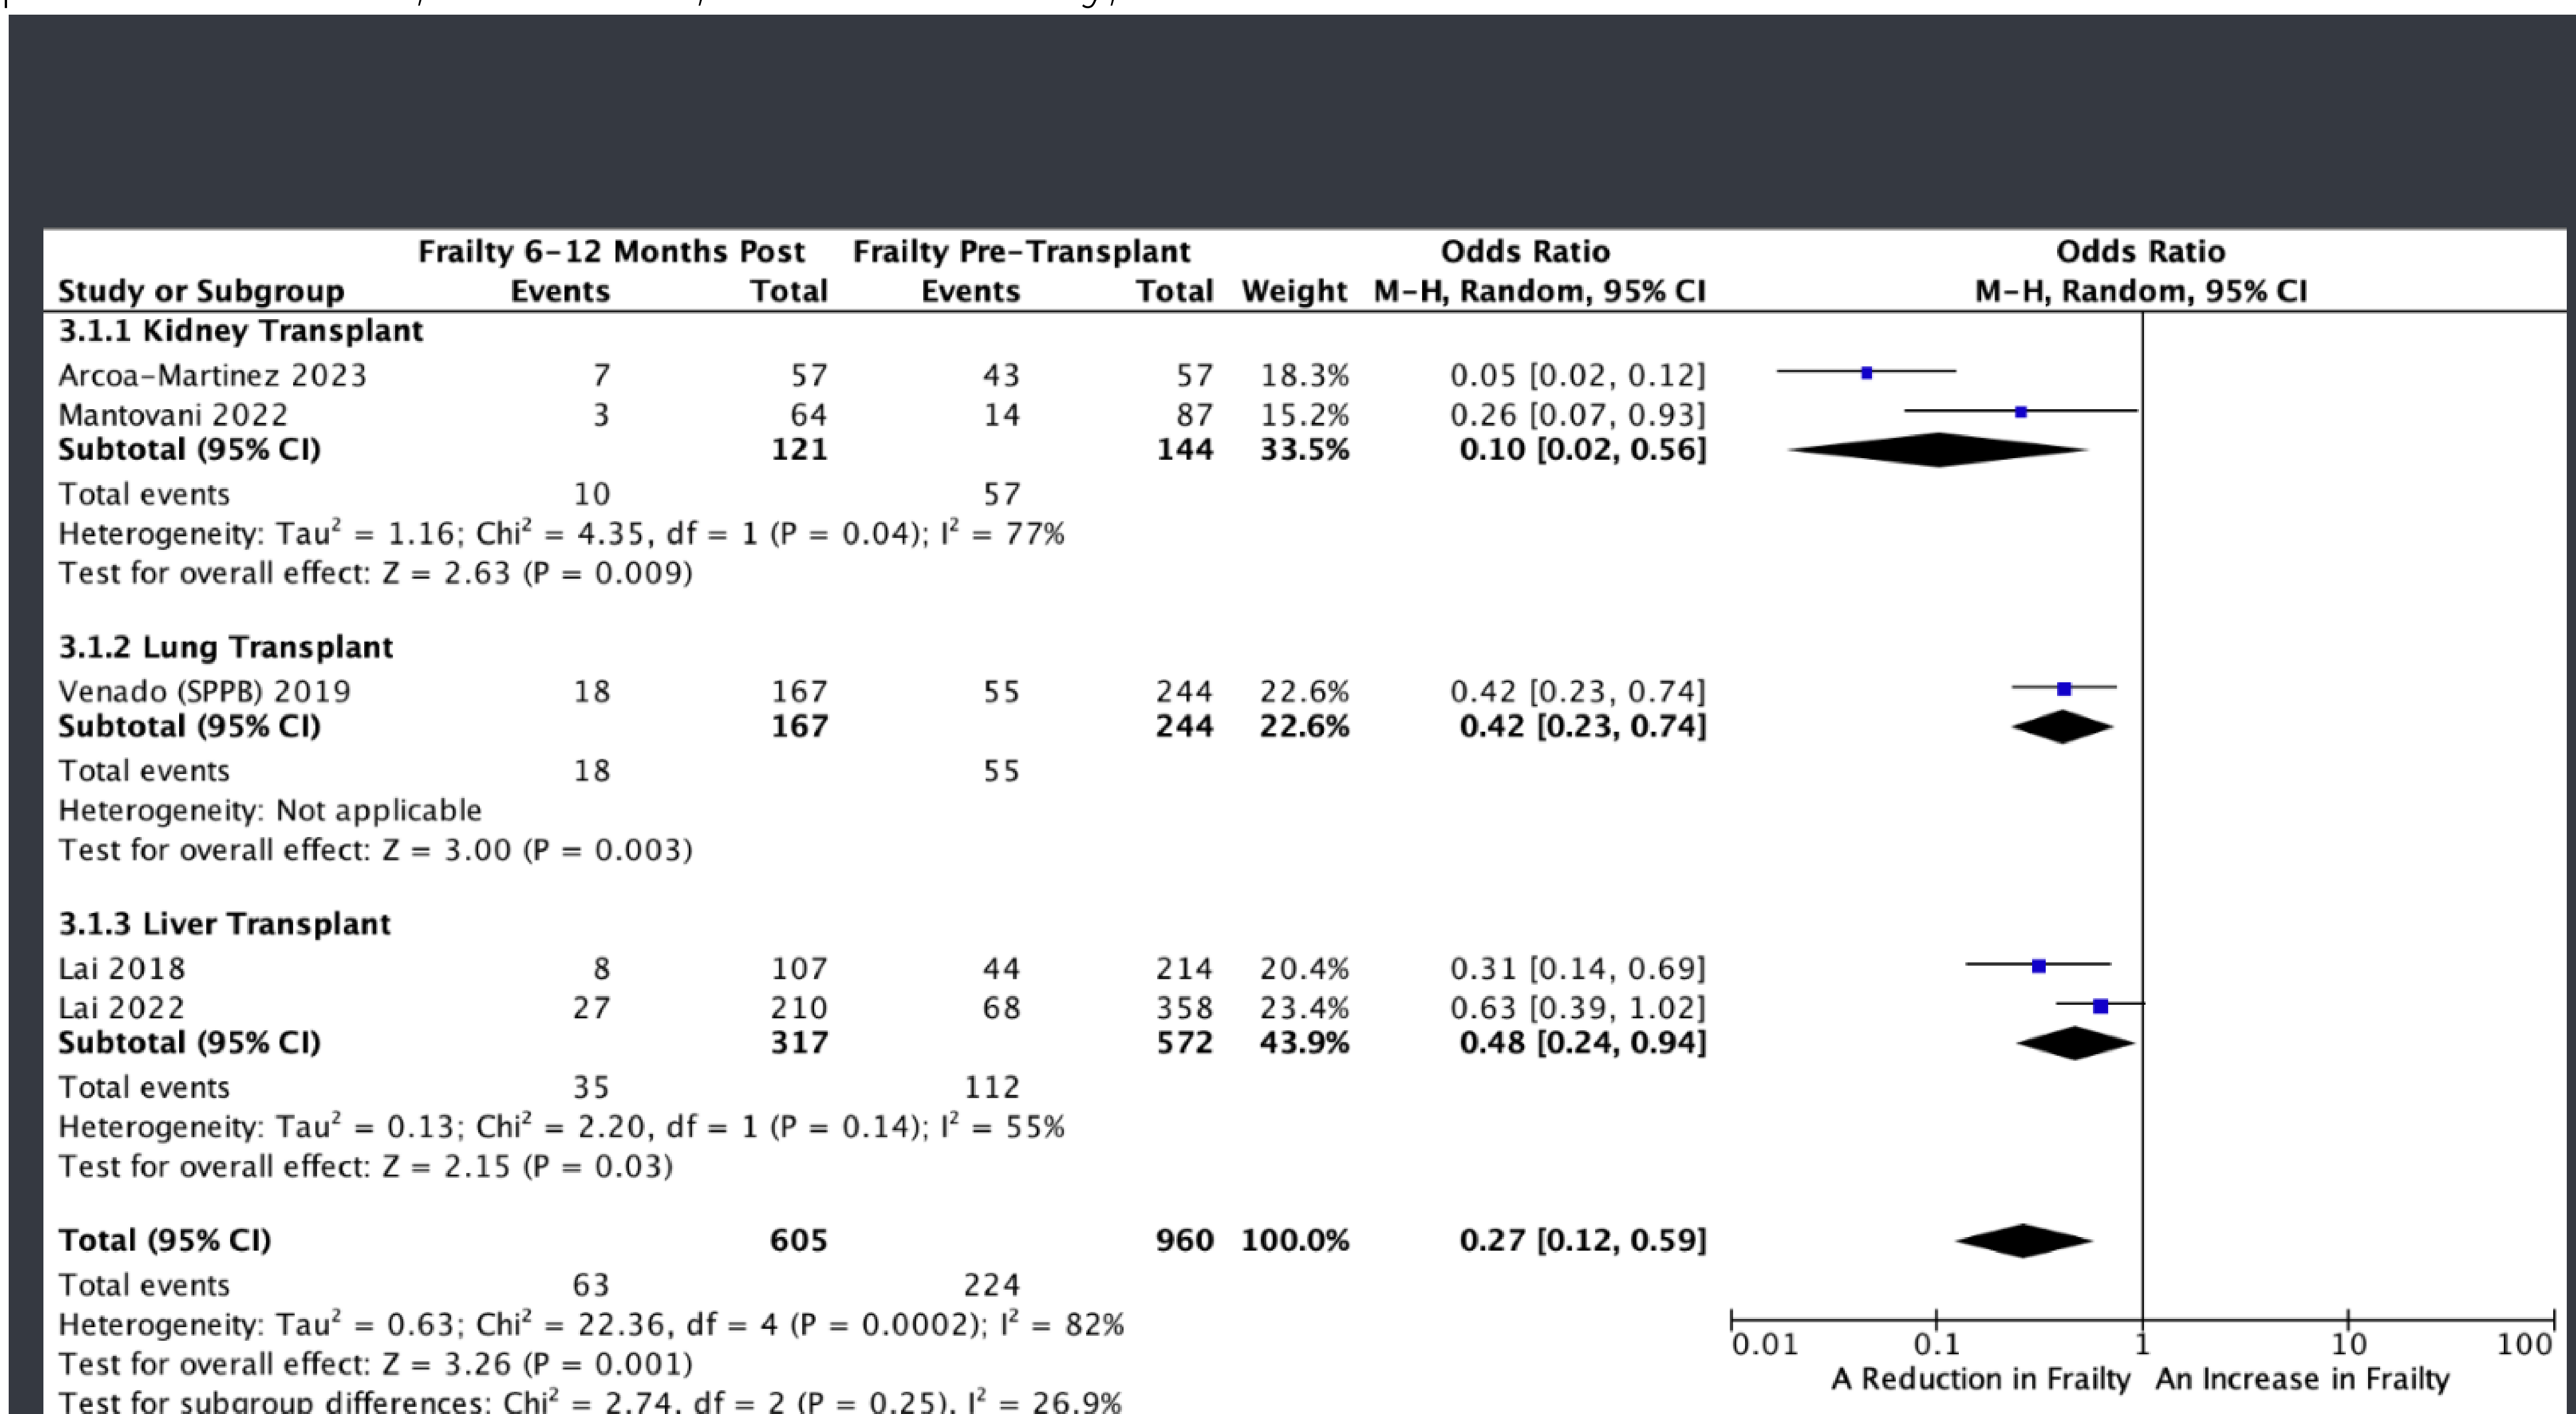 Frailty 6–12 Months Post Frailty Pre–Transplant Odds Ratio Odds Ratio
Study or Subgroup Events Total Events Total Weight M–H, Random, 95% CI M–H, Random, 95% CI
3.1.1 Kidney Transplant
Arcoa–Martinez 2023 7 57 43 57 18.3% 0.05 [0.02, 0.12]
Mantovani 2022 3 64 14 87 15.2% 0.26 [0.07, 0.93]
Subtotal (95% CI) 121 144 33.5% 0.10 [0.02, 0.56]
Total events 10 57
Heterogeneity: Tau² = 1.16; Chi² = 4.35, df = 1 (P = 0.04); I² = 77%
Test for overall effect: Z = 2.63 (P = 0.009)
3.1.2 Lung Transplant
Venado (SPPB) 2019 18 167 55 244 22.6% 0.42 [0.23, 0.74]
Subtotal (95% CI) 167 244 22.6% 0.42 [0.23, 0.74]
Total events 18 55
Heterogeneity: Not applicable
Test for overall effect: Z = 3.00 (P = 0.003)
3.1.3 Liver Transplant
Lai 2018 8 107 44 214 20.4% 0.31 [0.14, 0.69]
Lai 2022 27 210 68 358 23.4% 0.63 [0.39, 1.02]
Subtotal (95% CI) 317 572 43.9% 0.48 [0.24, 0.94]
Total events 35 112
Heterogeneity: Tau² = 0.13; Chi² = 2.20, df = 1 (P = 0.14); I² = 55%
Test for overall effect: Z = 2.15 (P = 0.03)
Total (95% CI) 605 960 100.0% 0.27 [0.12, 0.59]
Total events 63 224
Heterogeneity: Tau² = 0.63; Chi² = 22.36, df = 4 (P = 0.0002); I² = 82%
Test for overall effect: Z = 3.26 (P = 0.001)
Test for subgroup differences: Chi² = 2.74, df = 2 (P = 0.25), I² = 26.9%
0.01 0.1 1 10 100
A Reduction in Frailty An Increase in Frailty